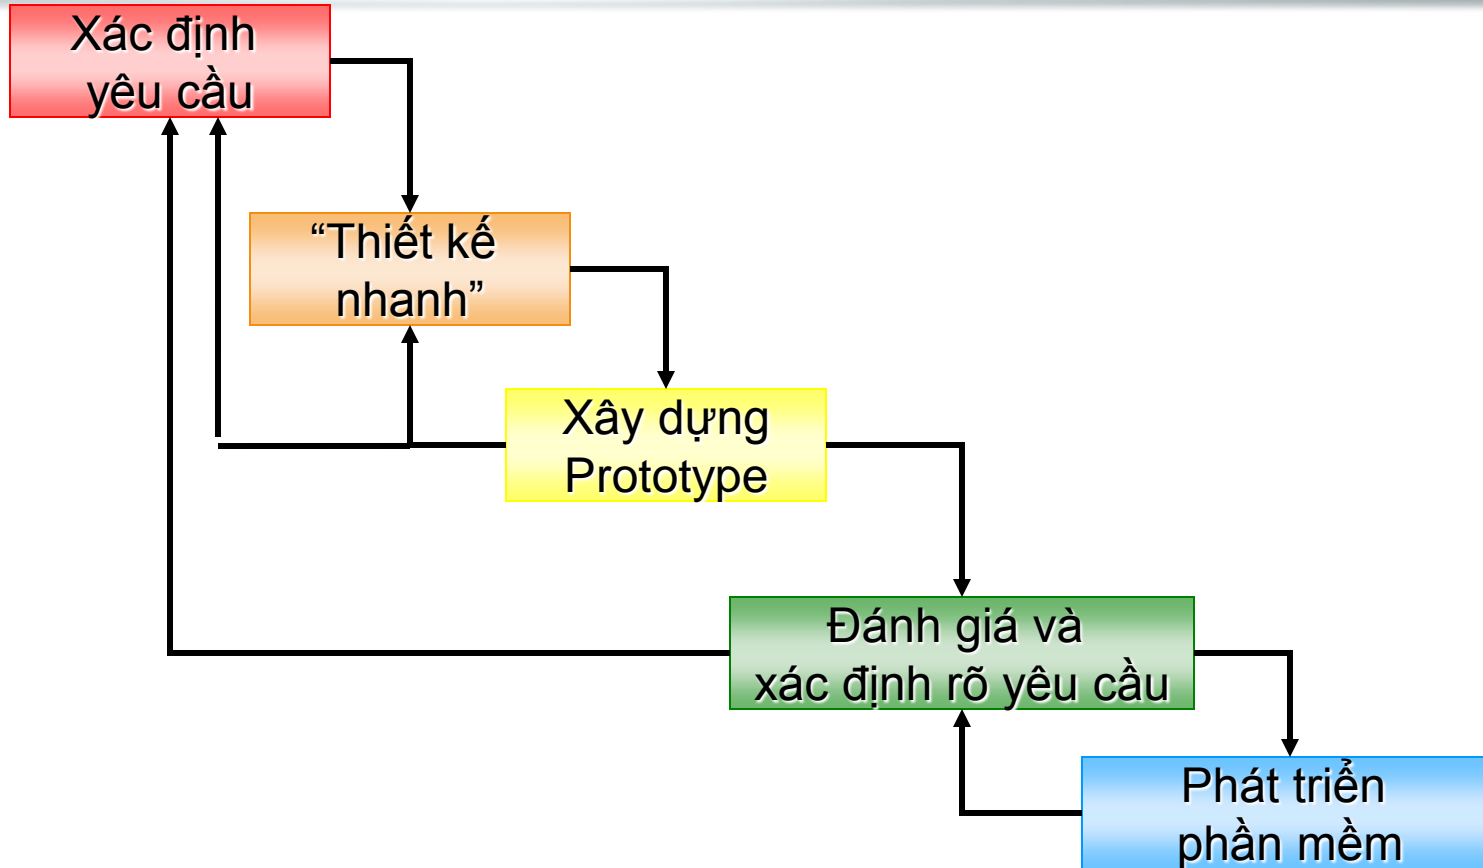 Xác định
yêu cầu
“Thiết kế
nhanh”
Xây dựng
Prototype
Đánh giá và
xác định rõ yêu cầu
Phát triển
phần mềm